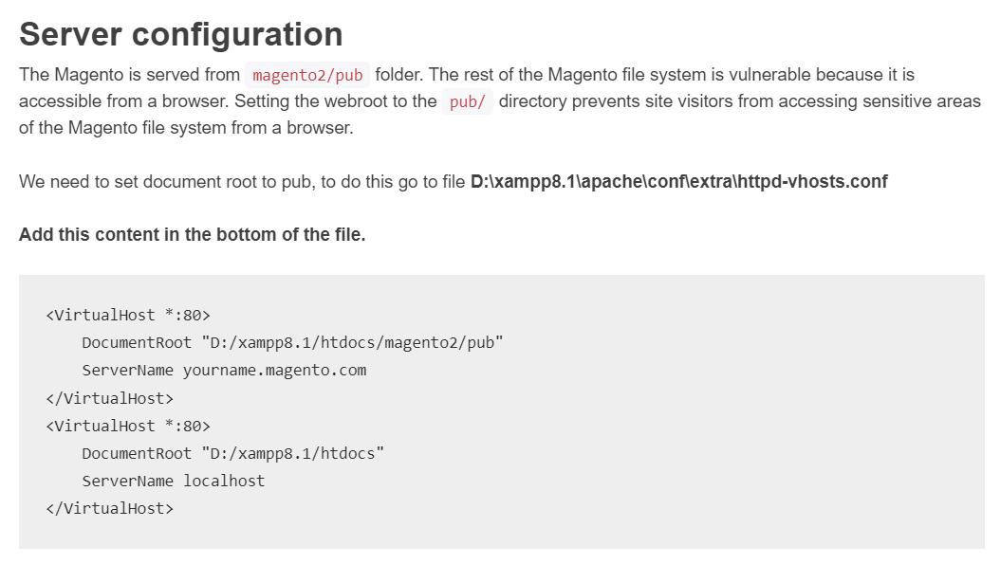 Server configuration
The Magento is served from magento2/pub folder. The rest of the Magento file system is vulnerable because it is
accessible from a browser. Setting the webroot to the pub/ directory prevents site visitors from accessing sensitive areas
of the Magento file system from a browser.
We need to set document root to pub, to do this go to file D:\xampp8.1\apache\conf\extra\httpd-vhosts.conf
Add this content in the bottom of the file.
<VirtualHost *:80>
    DocumentRoot "D:/xampp8.1/htdocs/magento2/pub"
    ServerName yourname.magento.com
</VirtualHost>
<VirtualHost *:80>
    DocumentRoot "D:/xampp8.1/htdocs"
    ServerName localhost
</VirtualHost>